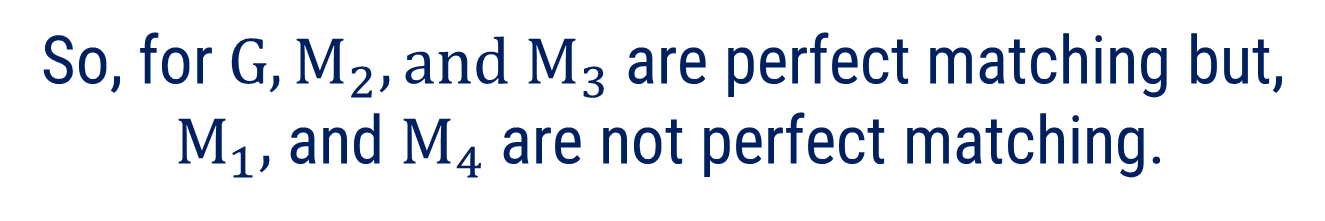 So, for G, M₂, and M₃ are perfect matching but,
M₁, and M₄ are not perfect matching.